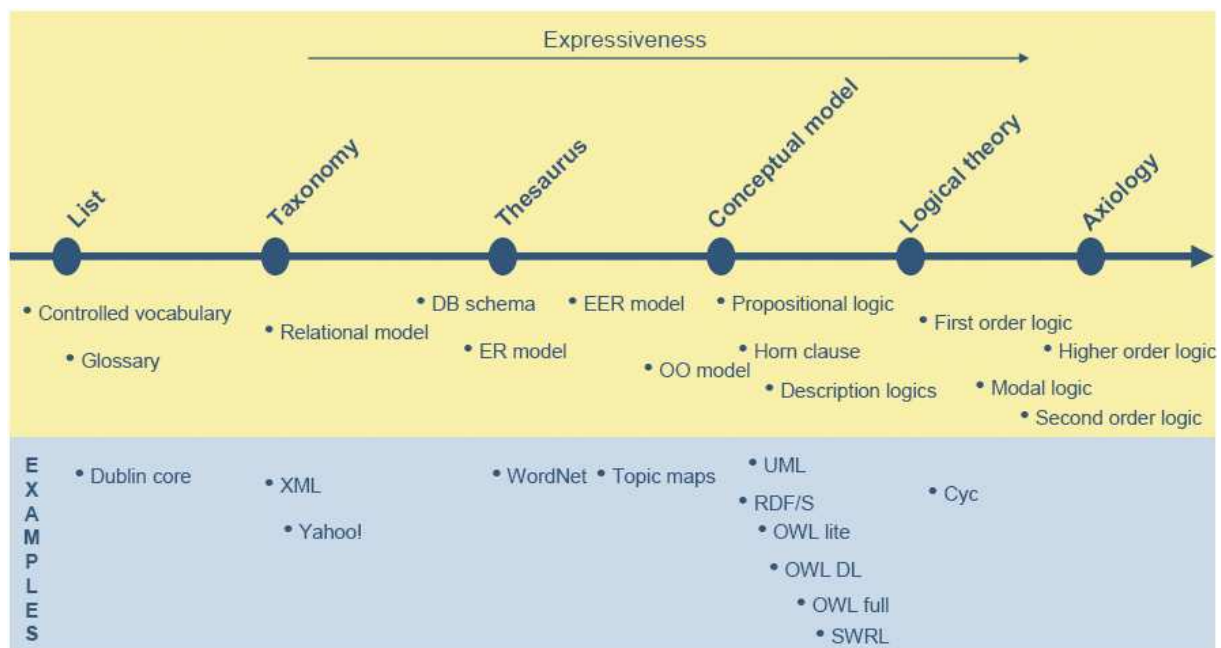 Expressiveness
List
Taxonomy
Thesaurus
Conceptual model
Logical theory
Axiology
• Controlled vocabulary
• Glossary
• Relational model
• DB schema
• ER model
• EER model
• OO model
• Propositional logic
• Horn clause
• Description logics
• First order logic
• Higher order logic
• Modal logic
• Second order logic
EXAMPLES
• Dublin core
• XML
• Yahoo!
• WordNet
• Topic maps
• UML
• RDF/S
• OWL lite
• OWL DL
• OWL full
• SWRL
• Cyc